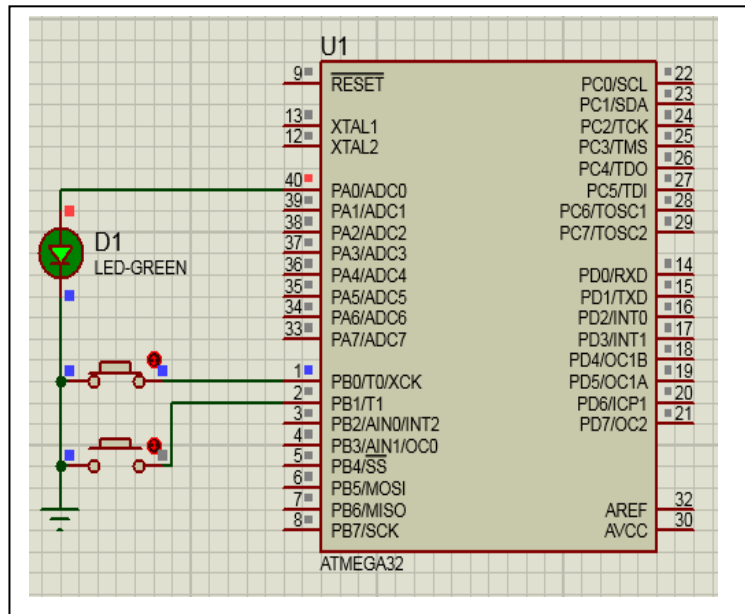 U1
9
RESET
13
XTAL1
12
XTAL2
40
PA0/ADC0
39
PA1/ADC1
38
PA2/ADC2
37
PA3/ADC3
36
PA4/ADC4
35
PA5/ADC5
34
PA6/ADC6
33
PA7/ADC7
1
PB0/T0/XCK
2
PB1/T1
3
PB2/AIN0/INT2
4
PB3/AIN1/OC0
5
PB4/SS
6
PB5/MOSI
7
PB6/MISO
8
PB7/SCK
22
PC0/SCL
23
PC1/SDA
24
PC2/TCK
25
PC3/TMS
26
PC4/TDO
27
PC5/TDI
28
PC6/TOSC1
29
PC7/TOSC2
14
PD0/RXD
15
PD1/TXD
16
PD2/INT0
17
PD3/INT1
18
PD4/OC1B
19
PD5/OC1A
20
PD6/ICP1
21
PD7/OC2
32
AREF
30
AVCC
ATMEGA32
D1
LED-GREEN